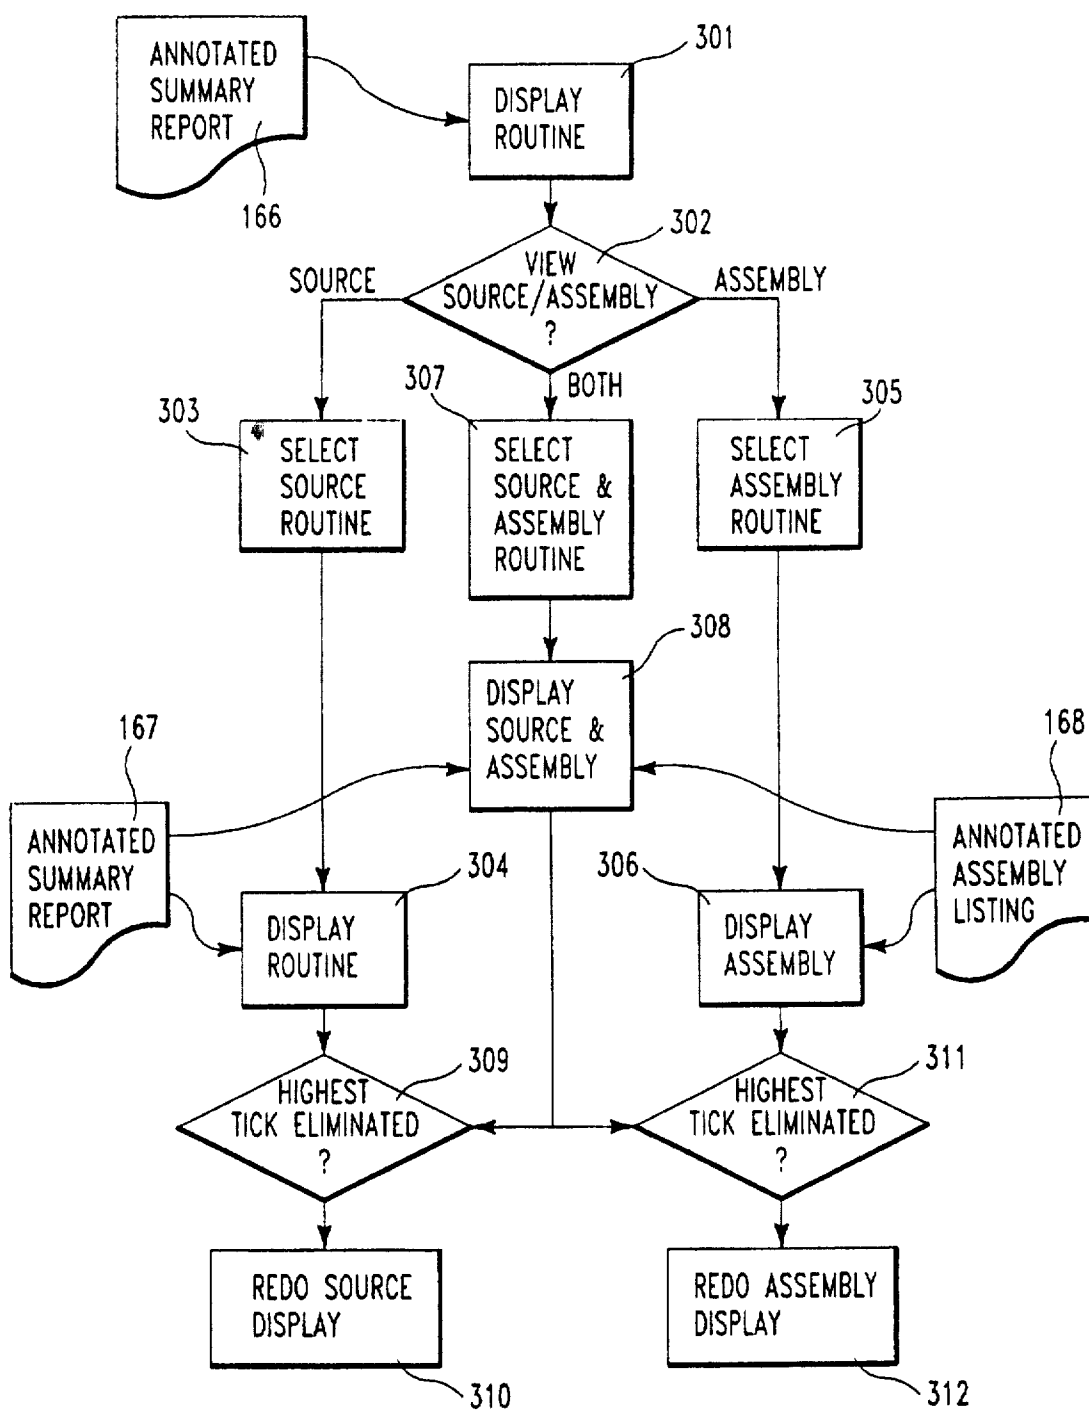 ANNOTATED
SUMMARY
REPORT
166
301
DISPLAY
ROUTINE
302
VIEW
SOURCE/ASSEMBLY
?
SOURCE
ASSEMBLY
BOTH
303
SELECT
SOURCE
ROUTINE
307
SELECT
SOURCE &
ASSEMBLY
ROUTINE
305
SELECT
ASSEMBLY
ROUTINE
308
DISPLAY
SOURCE &
ASSEMBLY
167
ANNOTATED
SUMMARY
REPORT
168
ANNOTATED
ASSEMBLY
LISTING
304
DISPLAY
ROUTINE
306
DISPLAY
ASSEMBLY
309
HIGHEST
TICK ELIMINATED
?
311
HIGHEST
TICK ELIMINATED
?
REDO SOURCE
DISPLAY
310
REDO ASSEMBLY
DISPLAY
312